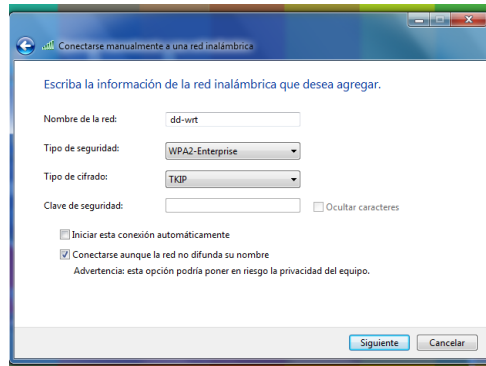 Conectarse manualmente a una red inalámbrica
Escriba la información de la red inalámbrica que desea agregar.
Nombre de la red: dd-wrt
Tipo de seguridad: WPA2-Enterprise
Tipo de cifrado: TKIP
Clave de seguridad: Ocultar caracteres
Iniciar esta conexión automáticamente
Conectarse aunque la red no difunda su nombre
Advertencia: esta opción podría poner en riesgo la privacidad del equipo.
Siguiente Cancelar